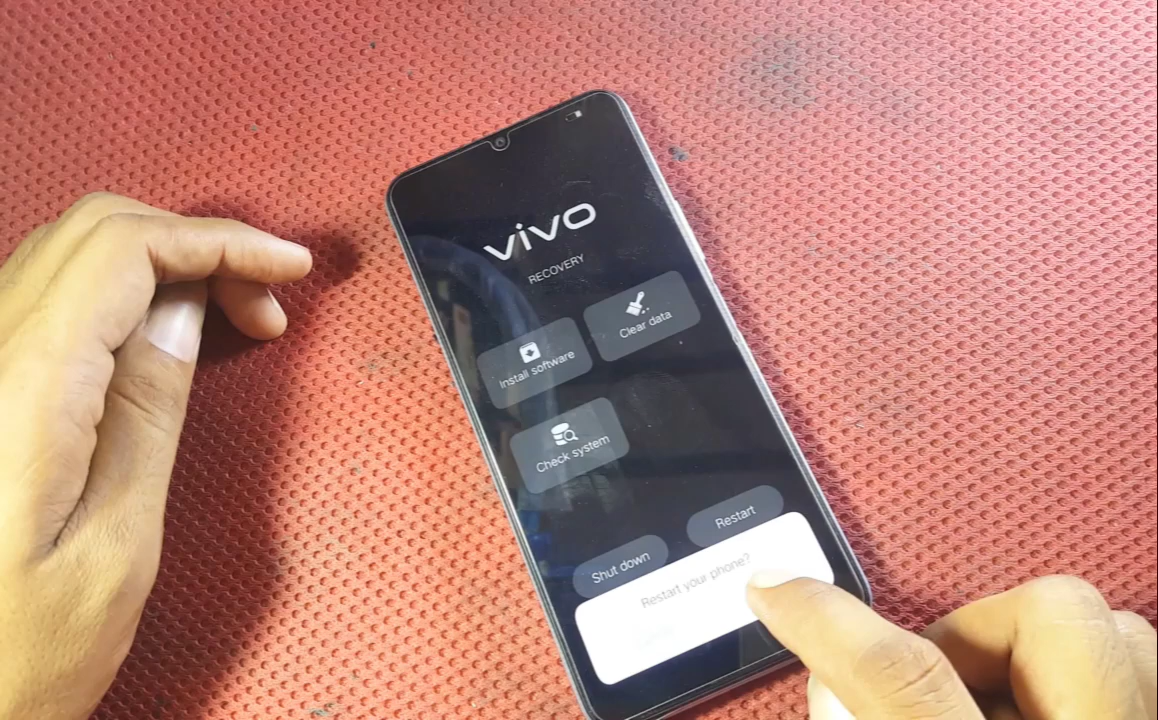 vivo
RECOVERY
Install software
Clear data
Check system
Shut down
Restart
Restart your phone?